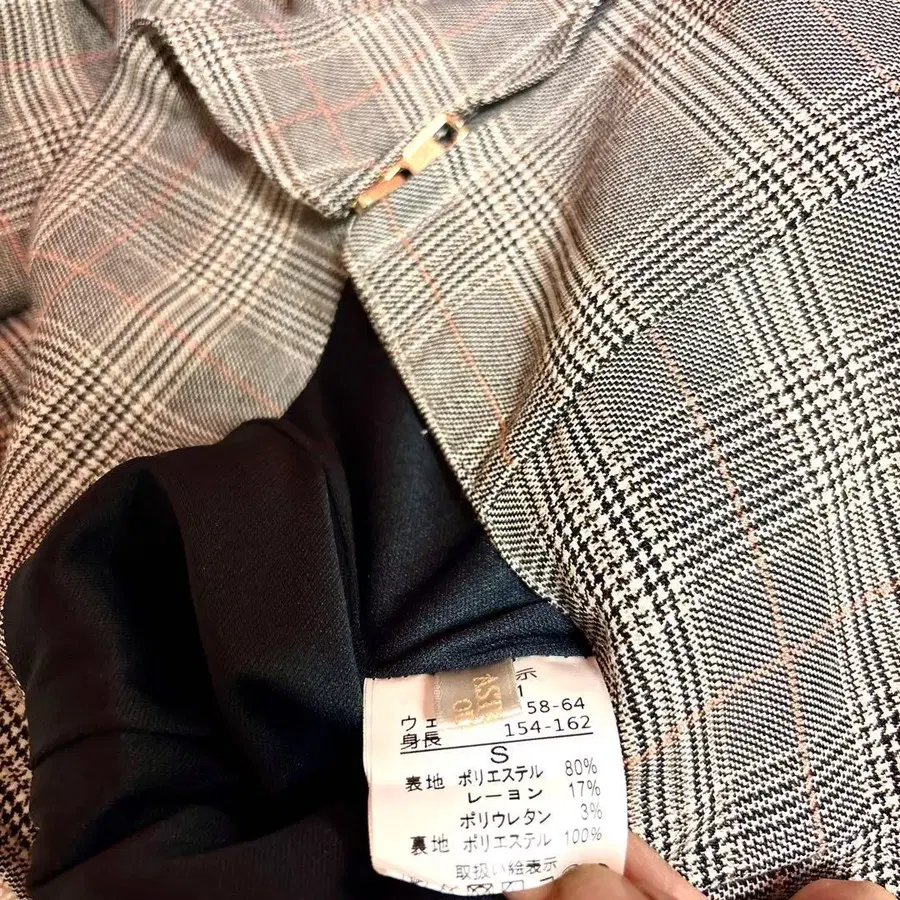 示
58-64
ウェ
身長 154-162
S
表地 ポリエステル 80%
レーヨン 17%
ポリウレタン 3%
裏地 ポリエステル 100%
取扱い絵表示